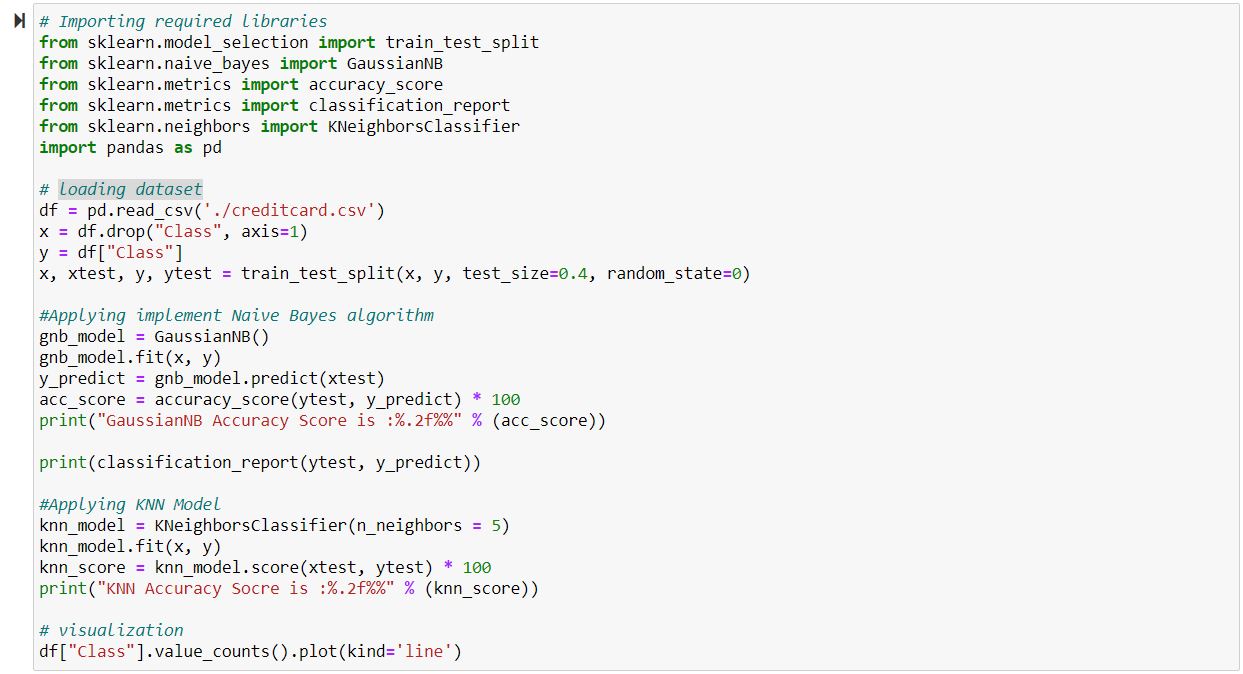 # Importing required libraries
from sklearn.model_selection import train_test_split
from sklearn.naive_bayes import GaussianNB
from sklearn.metrics import accuracy_score
from sklearn.metrics import classification_report
from sklearn.neighbors import KNeighborsClassifier
import pandas as pd
# loading dataset
df = pd.read_csv('./creditcard.csv')
x = df.drop("Class", axis=1)
y = df["Class"]
x, xtest, y, ytest = train_test_split(x, y, test_size=0.4, random_state=0)
#Applying implement Naive Bayes algorithm
gnb_model = GaussianNB()
gnb_model.fit(x, y)
y_predict = gnb_model.predict(xtest)
acc_score = accuracy_score(ytest, y_predict) * 100
print("GaussianNB Accuracy Score is :%.2f%%" % (acc_score))
print(classification_report(ytest, y_predict))
#Applying KNN Model
knn_model = KNeighborsClassifier(n_neighbors = 5)
knn_model.fit(x, y)
knn_score = knn_model.score(xtest, ytest) * 100
print("KNN Accuracy Socre is :%.2f%%" % (knn_score))
# visualization
df["Class"].value_counts().plot(kind='line')